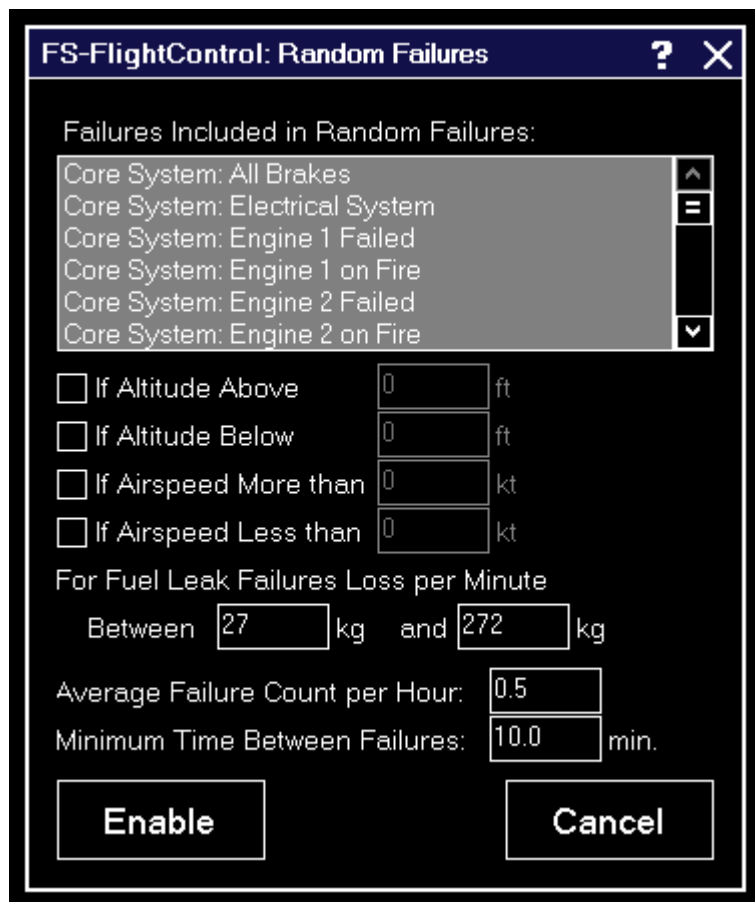 FS-FlightControl: Random Failures ?
Failures Included in Random Failures:
Core System: All Brakes
Core System: Electrical System
Core System: Engine 1 Failed
Core System: Engine 1 on Fire
Core System: Engine 2 Failed
Core System: Engine 2 on Fire
If Altitude Above 0 ft
If Altitude Below 0 ft
If Airspeed More than 0 kt
If Airspeed Less than 0 kt
For Fuel Leak Failures Loss per Minute
Between 27 kg and 272 kg
Average Failure Count per Hour: 0.5
Minimum Time Between Failures: 10.0 min.
Enable Cancel